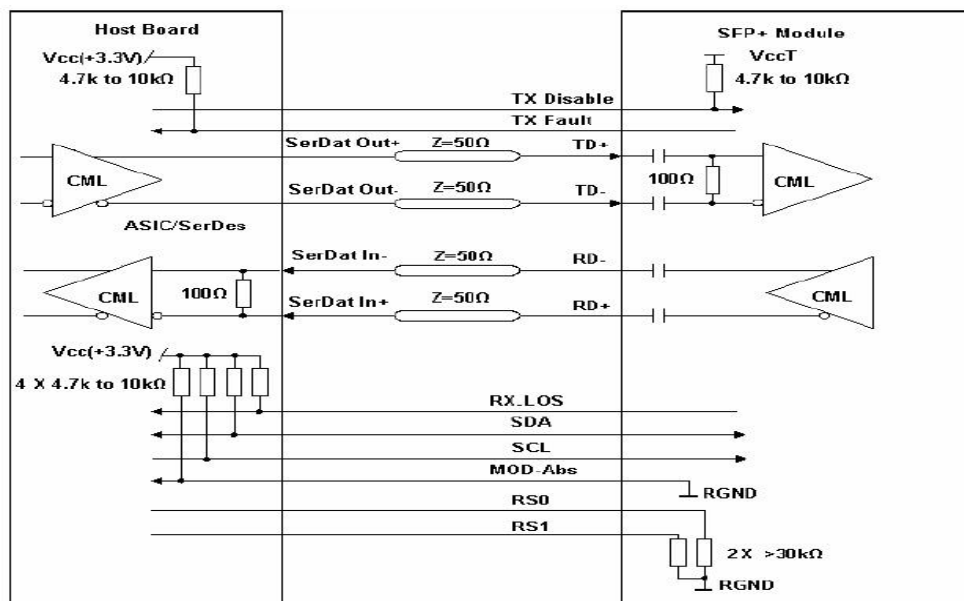 Host Board
SFP+ Module
Vcc(+3.3V)
4.7k to 10kΩ
VccT
4.7k to 10kΩ
TX Disable
TX Fault
SerDat Out+
Z=50Ω
TD+
CML
SerDat Out-
Z=50Ω
TD-
100Ω
CML
ASIC/SerDes
SerDat In-
Z=50Ω
RD-
100Ω
CML
SerDat In+
Z=50Ω
RD+
CML
Vcc(+3.3V)
4 X 4.7k to 10kΩ
RX-LOS
SDA
SCL
MOD-Abs
RGND
RS0
RS1
2X >30kΩ
RGND